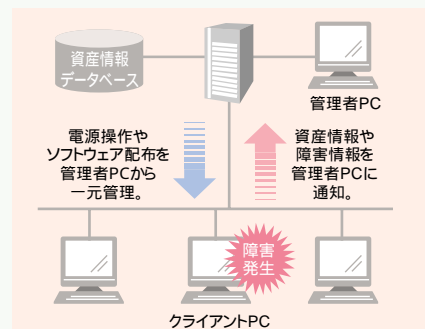 資産情報
データベース
管理者PC
電源操作や
ソフトウェア配布を
管理者PCから
一元管理。
資産情報や
障害情報を
管理者PCに
通知。
障害
発生
クライアントPC